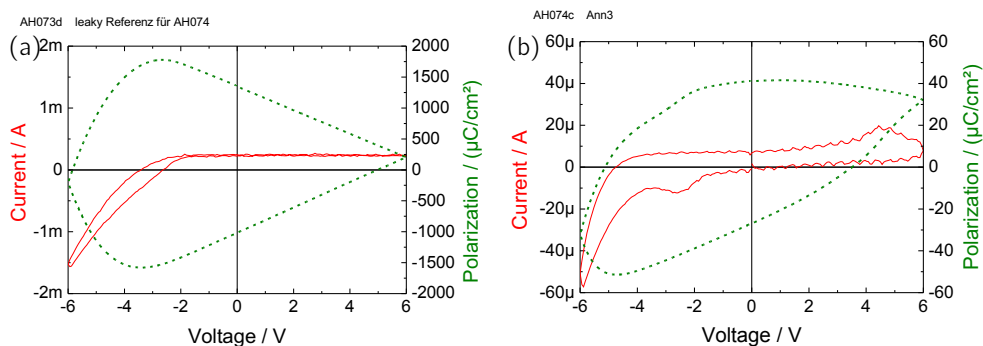 AH073d leaky Referenz für AH074
(a)
2m
1m
0
-1m
-2m
Current / A
-6 -4 -2 0 2 4 6
Voltage / V
2000
1500
1000
500
0
-500
-1000
-1500
-2000
Polarization / (µC/cm²)
AH074c Ann3
(b)
60µ
40µ
20µ
0
-20µ
-40µ
-60µ
Current / A
-6 -4 -2 0 2 4 6
Voltage / V
60
40
20
0
-20
-40
-60
Polarization / (µC/cm²)